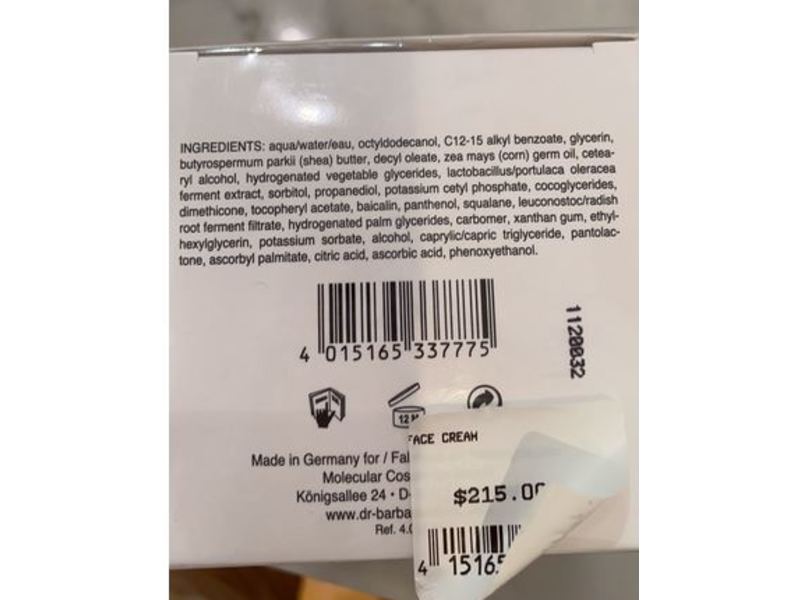 INGREDIENTS: aqua/water/eau, octyldodecanol, C12-15 alkyl benzoate, glycerin,
butyrospermum parkii (shea) butter, decyl oleate, zea mays (corn) germ oil, cetea-
ryl alcohol, hydrogenated vegetable glycerides, lactobacillus/portulaca oleracea
ferment extract, sorbitol, propanediol, potassium cetyl phosphate, cocoglycerides,
dimethicone, tocopheryl acetate, baicalin, panthenol, squalane, leuconostoc/radish
root ferment filtrate, hydrogenated palm glycerides, carbomer, xanthan gum, ethyl-
hexylglycerin, potassium sorbate, alcohol, caprylic/capric triglyceride, pantolac-
tone, ascorbyl palmitate, citric acid, ascorbic acid, phenoxyethanol.
4 015165 337775
1120032
12 M
Made in Germany for / Fal
Molecular Cos
Königsallee 24 • D-
www.dr-barba
Ref. 4.0
FACE CREAM
$215.00
4 15165